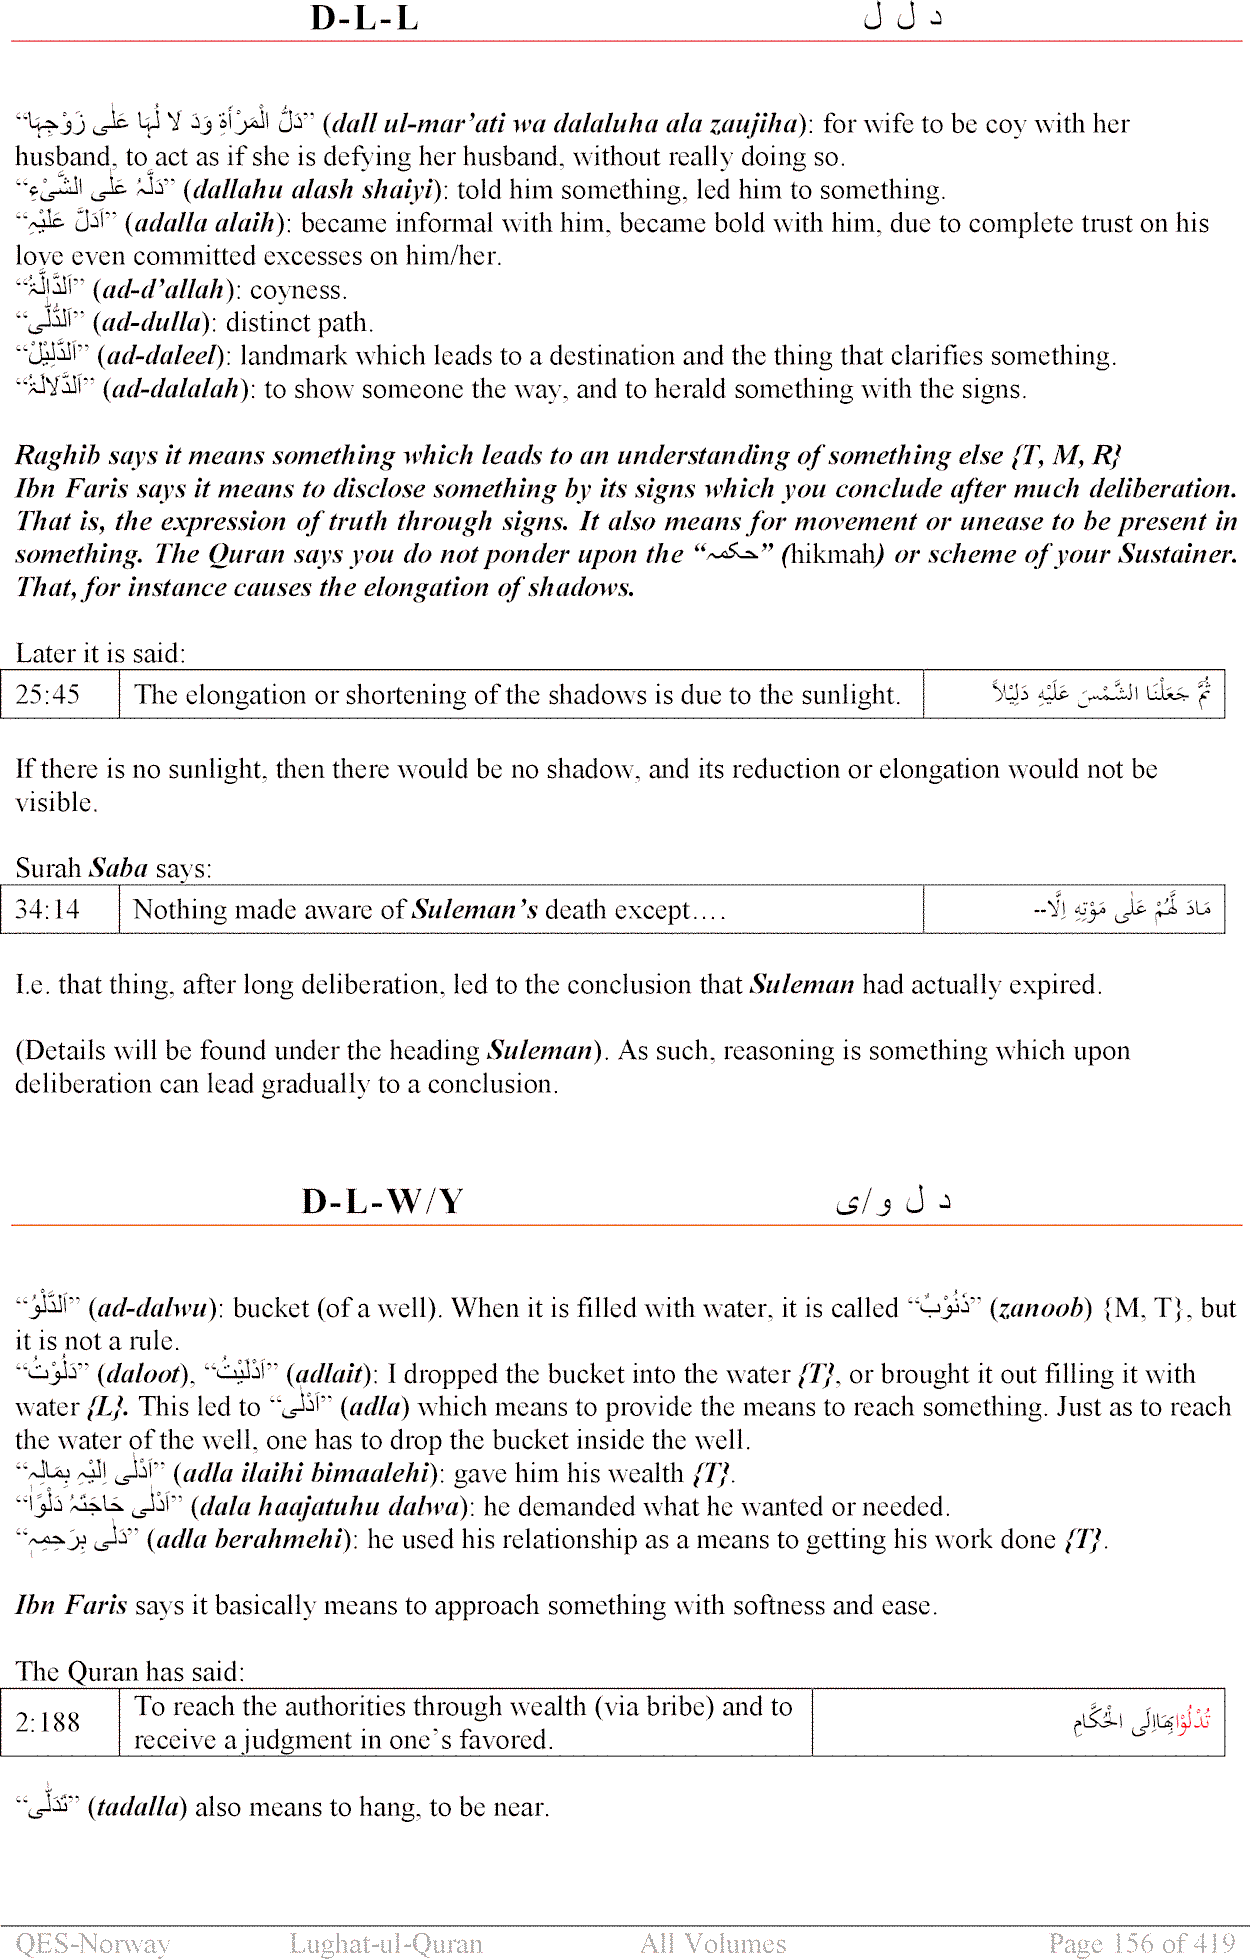 D-L-L د ل ل
“دَلُّ الْمَرْأَةِ وَدَ لَا لُہَا عَلٰی زَوْجِہَا” (dall ul-mar’ati wa dalaluha ala zaujiha): for wife to be coy with her
husband, to act as if she is defying her husband, without really doing so.
“دَلَّہُ عَلٰی الشَّیْءِ” (dallahu alash shaiyi): told him something, led him to something.
“اَدَلَّ عَلَیْہِ” (adalla alaih): became informal with him, became bold with him, due to complete trust on his
love even committed excesses on him/her.
“اَلدَّالَّۃُ” (ad-d’allah): coyness.
“اَلدُّلّٰی” (ad-dulla): distinct path.
“اَلدَّلِیْلُ” (ad-daleel): landmark which leads to a destination and the thing that clarifies something.
“اَلدَّلَالَۃُ” (ad-dalalah): to show someone the way, and to herald something with the signs.
Raghib says it means something which leads to an understanding of something else {T, M, R}
Ibn Faris says it means to disclose something by its signs which you conclude after much deliberation.
That is, the expression of truth through signs. It also means for movement or unease to be present in
something. The Quran says you do not ponder upon the “حکمہ” (hikmah) or scheme of your Sustainer.
That, for instance causes the elongation of shadows.
Later it is said:
25:45 The elongation or shortening of the shadows is due to the sunlight. ثُمَّ جَعَلْنَا الشَّمْسَ عَلَيْهِ دَلِيْلاً
If there is no sunlight, then there would be no shadow, and its reduction or elongation would not be
visible.
Surah Saba says:
34:14 Nothing made aware of Suleman’s death except…. مَادَ لَّهُمْ عَلٰى مَوْتِهِ اِلَّا--
I.e. that thing, after long deliberation, led to the conclusion that Suleman had actually expired.
(Details will be found under the heading Suleman). As such, reasoning is something which upon
deliberation can lead gradually to a conclusion.
D-L-W/Y د ل و/ی
“اَلدَّلْوُ” (ad-dalwu): bucket (of a well). When it is filled with water, it is called “ذَنُوْبٌ” (zanoob) {M, T}, but
it is not a rule.
“دَلَوْتُ” (daloot), “اَدْلَیْتُ” (adlait): I dropped the bucket into the water {T}, or brought it out filling it with
water {L}. This led to “اَدْلٰی” (adla) which means to provide the means to reach something. Just as to reach
the water of the well, one has to drop the bucket inside the well.
“اَدْلٰی اِلَیْہِ بِمَالِہٖ” (adla ilaihi bimaalehi): gave him his wealth {T}.
“اَدْلٰی حَاجَتَہٗ دَلْوًا” (dala haajatuhu dalwa): he demanded what he wanted or needed.
“دَلٰی بِرَحِمِہٖ” (adla berahmehi): he used his relationship as a means to getting his work done {T}.
Ibn Faris says it basically means to approach something with softness and ease.
The Quran has said:
2:188 To reach the authorities through wealth (via bribe) and to تُدْلُوْابِهَااِلَى الْحُكَّامِ
receive a judgment in one’s favored.
“تَدَلّٰی” (tadalla) also means to hang, to be near.
QES-Norway Lughat-ul-Quran All Volumes Page 156 of 419